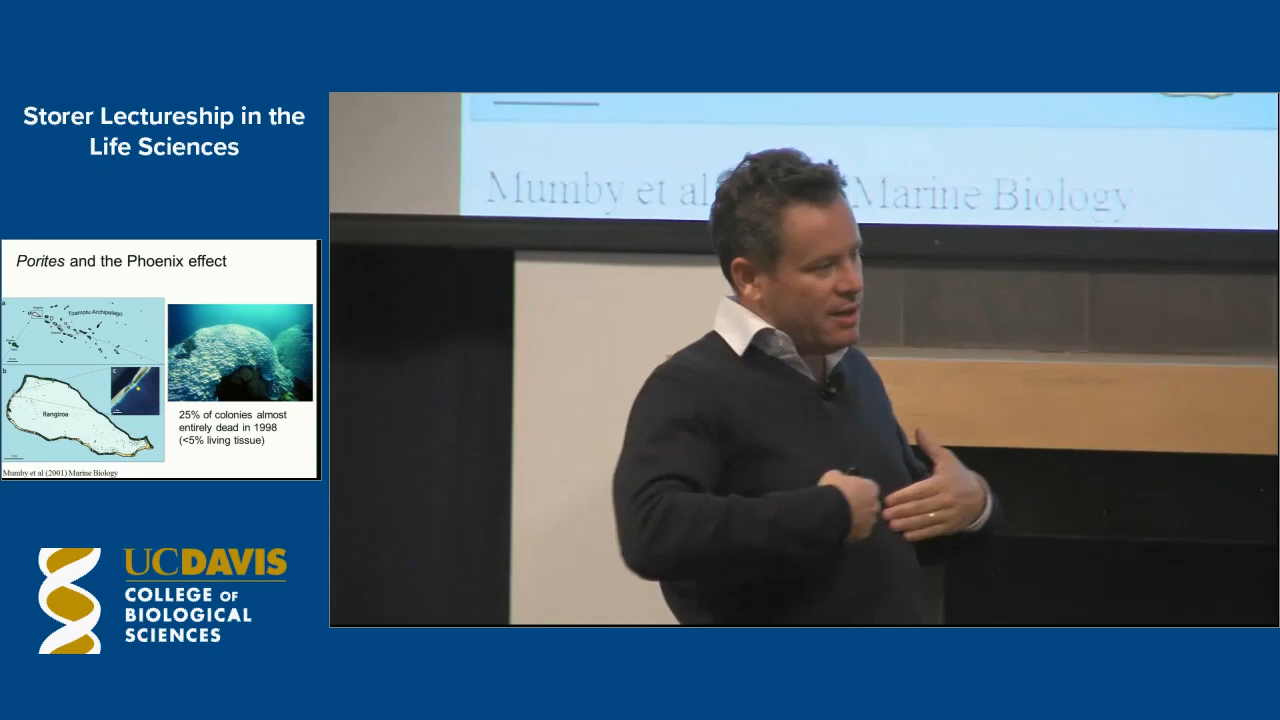 Storer Lectureship in the
Life Sciences
Porites and the Phoenix effect
a
Toamotu Archipelago
b
c
Rangiroa
25% of colonies almost
entirely dead in 1998
(<5% living tissue)
Mumby et al (2001) Marine Biology
UCDAVIS
COLLEGE OF
BIOLOGICAL
SCIENCES
Mumby et al Marine Biology